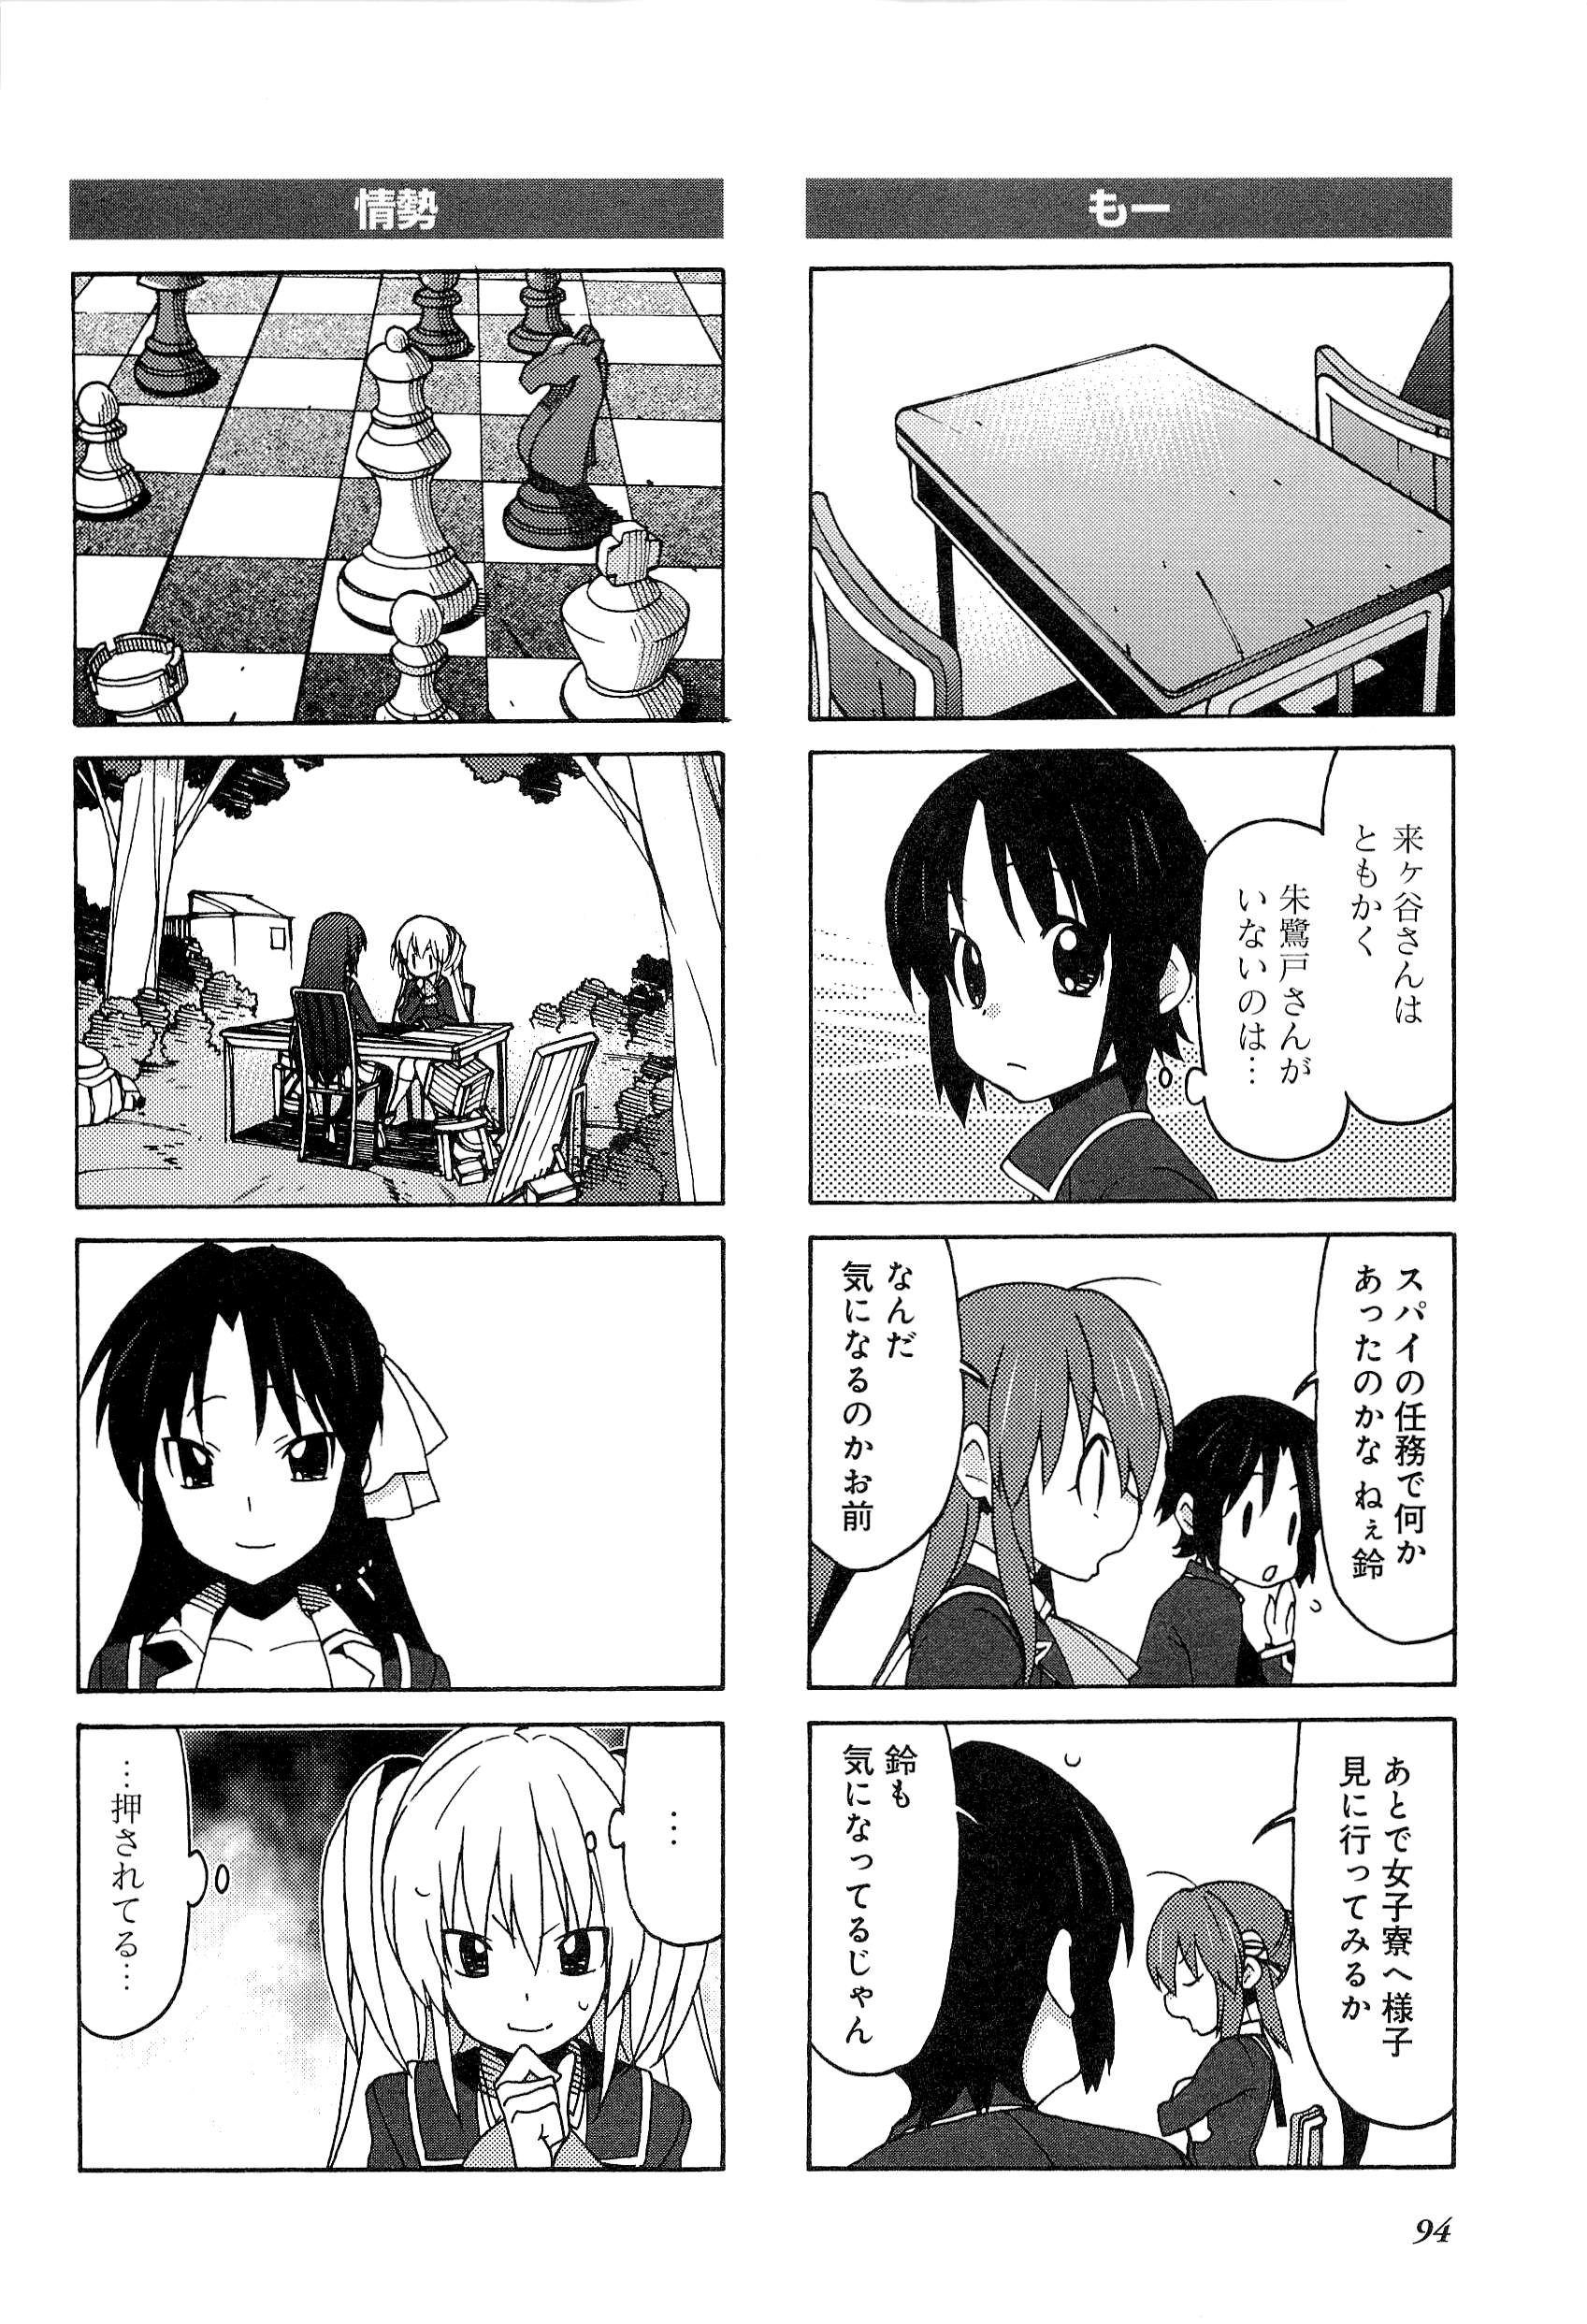 もー
来ヶ谷さんは
ともかく
朱鷺戸さんが
いないのは…
スパイの任務で何か
あったのかな ねぇ鈴
なんだ
気になるのかお前
あとで女子寮へ様子
見に行ってみるか
鈴も
気になってるじゃん
情勢
…
…押されてる…
94